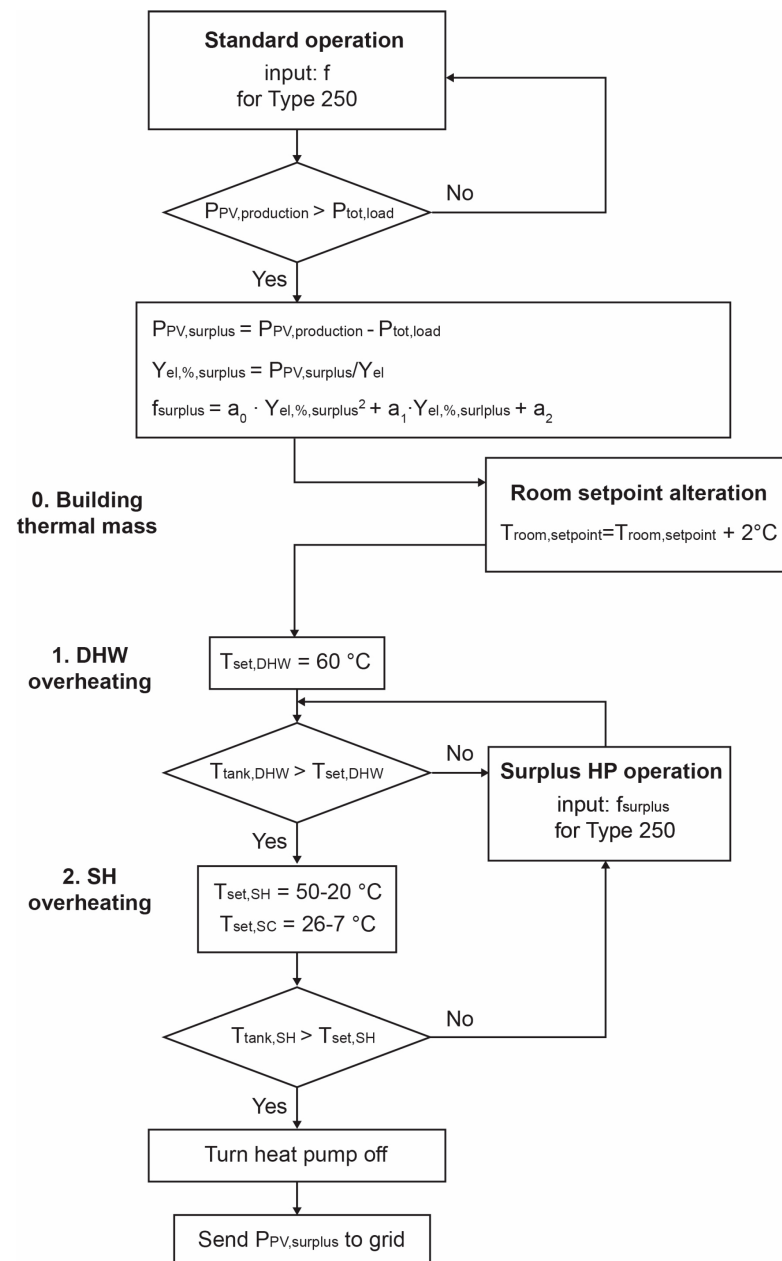 Standard operation
input: f
for Type 250
No
PPV,production > Ptot,load
Yes
PPV,surplus = PPV,production - Ptot,load
Yel,%,surplus = PPV,surplus/Yel
fsurplus = a0 · Yel,%,surplus² + a1·Yel,%,surlplus + a2
0. Building
thermal mass
Room setpoint alteration
Troom,setpoint=Troom,setpoint + 2°C
1. DHW
overheating
Tset,DHW = 60 °C
Ttank,DHW > Tset,DHW
No
Surplus HP operation
input: fsurplus
for Type 250
Yes
2. SH
overheating
Tset,SH = 50-20 °C
Tset,SC = 26-7 °C
Ttank,SH > Tset,SH
No
Yes
Turn heat pump off
Send PPV,surplus to grid